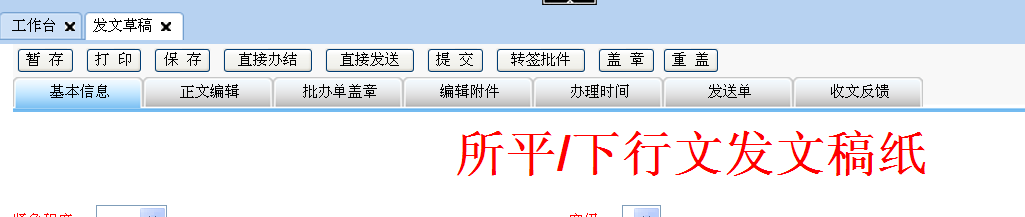 工作台 发文草稿
暂 存 打 印 保 存 直接办结 直接发送 提 交 转签批件 盖 章 重 盖
基本信息 正文编辑 批办单盖章 编辑附件 办理时间 发送单 收文反馈
所平/下行文发文稿纸